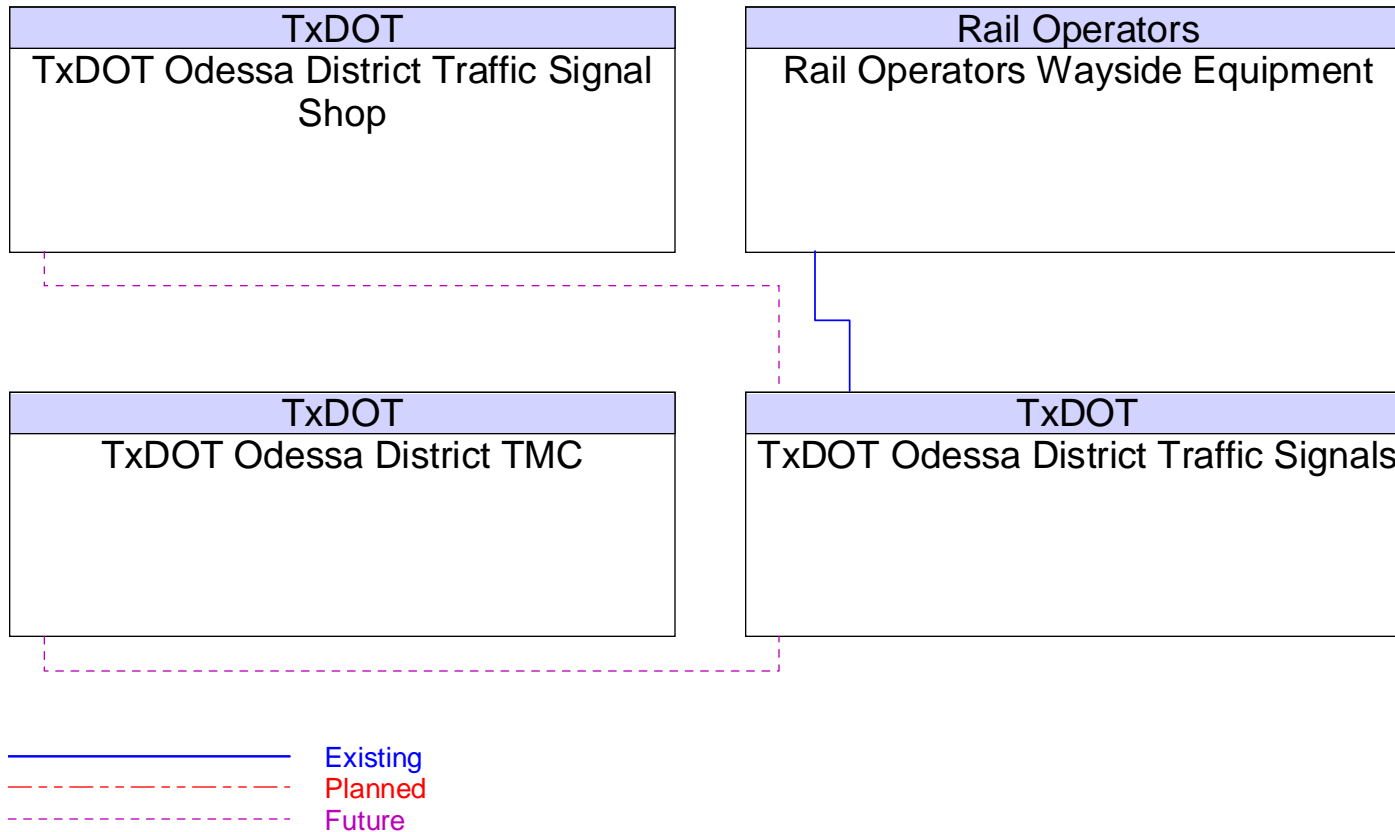 TxDOT
TxDOT Odessa District Traffic Signal
Shop
Rail Operators
Rail Operators Wayside Equipment
TxDOT
TxDOT Odessa District TMC
TxDOT
TxDOT Odessa District Traffic Signals
Existing
Planned
Future